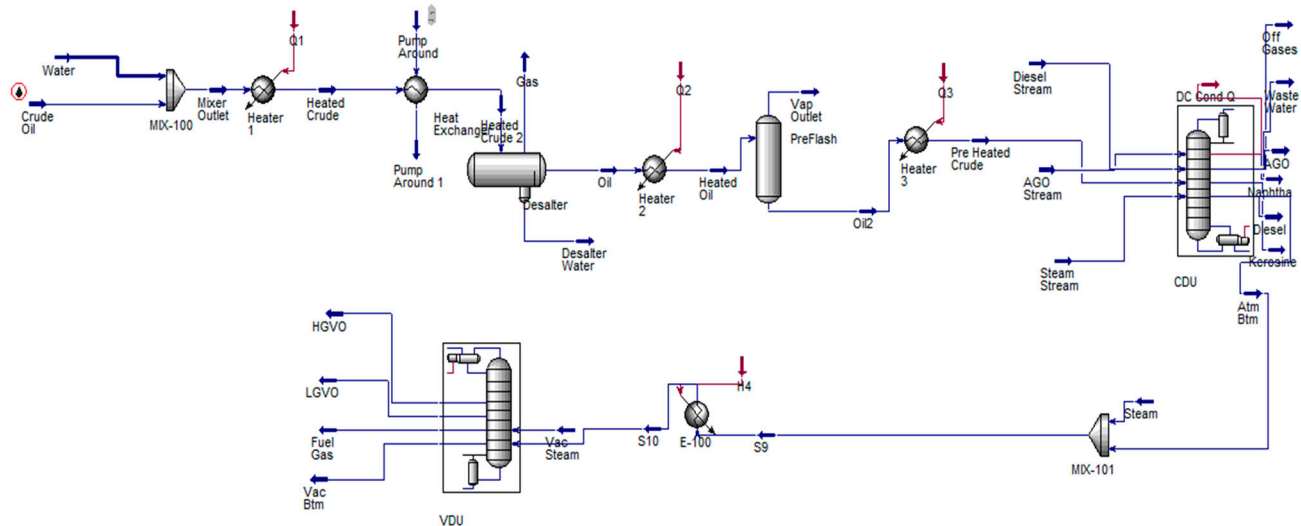 Water
Crude
Oil
MIX-100
Mixer
Outlet
Q1
Heater
1
Heated
Crude
Pump
Around
Heat
Exchanger
Pump
Around 1
Heated
Crude 2
Gas
Desalter
Desalter
Water
Oil
Q2
Heater
2
Heated
Oil
Vap
Outlet
PreFlash
Oil2
Q3
Heater
3
Pre Heated
Crude
Diesel
Stream
AGO
Stream
Steam
Stream
DC Cond Q
CDU
Off
Gases
Waste
Water
AGO
Naphtha
Diesel
Kerosine
Atm
Btm
HGVO
LGVO
Fuel
Gas
Vac
Btm
VDU
Vac
Steam
S10
E-100
H4
S9
Steam
MIX-101